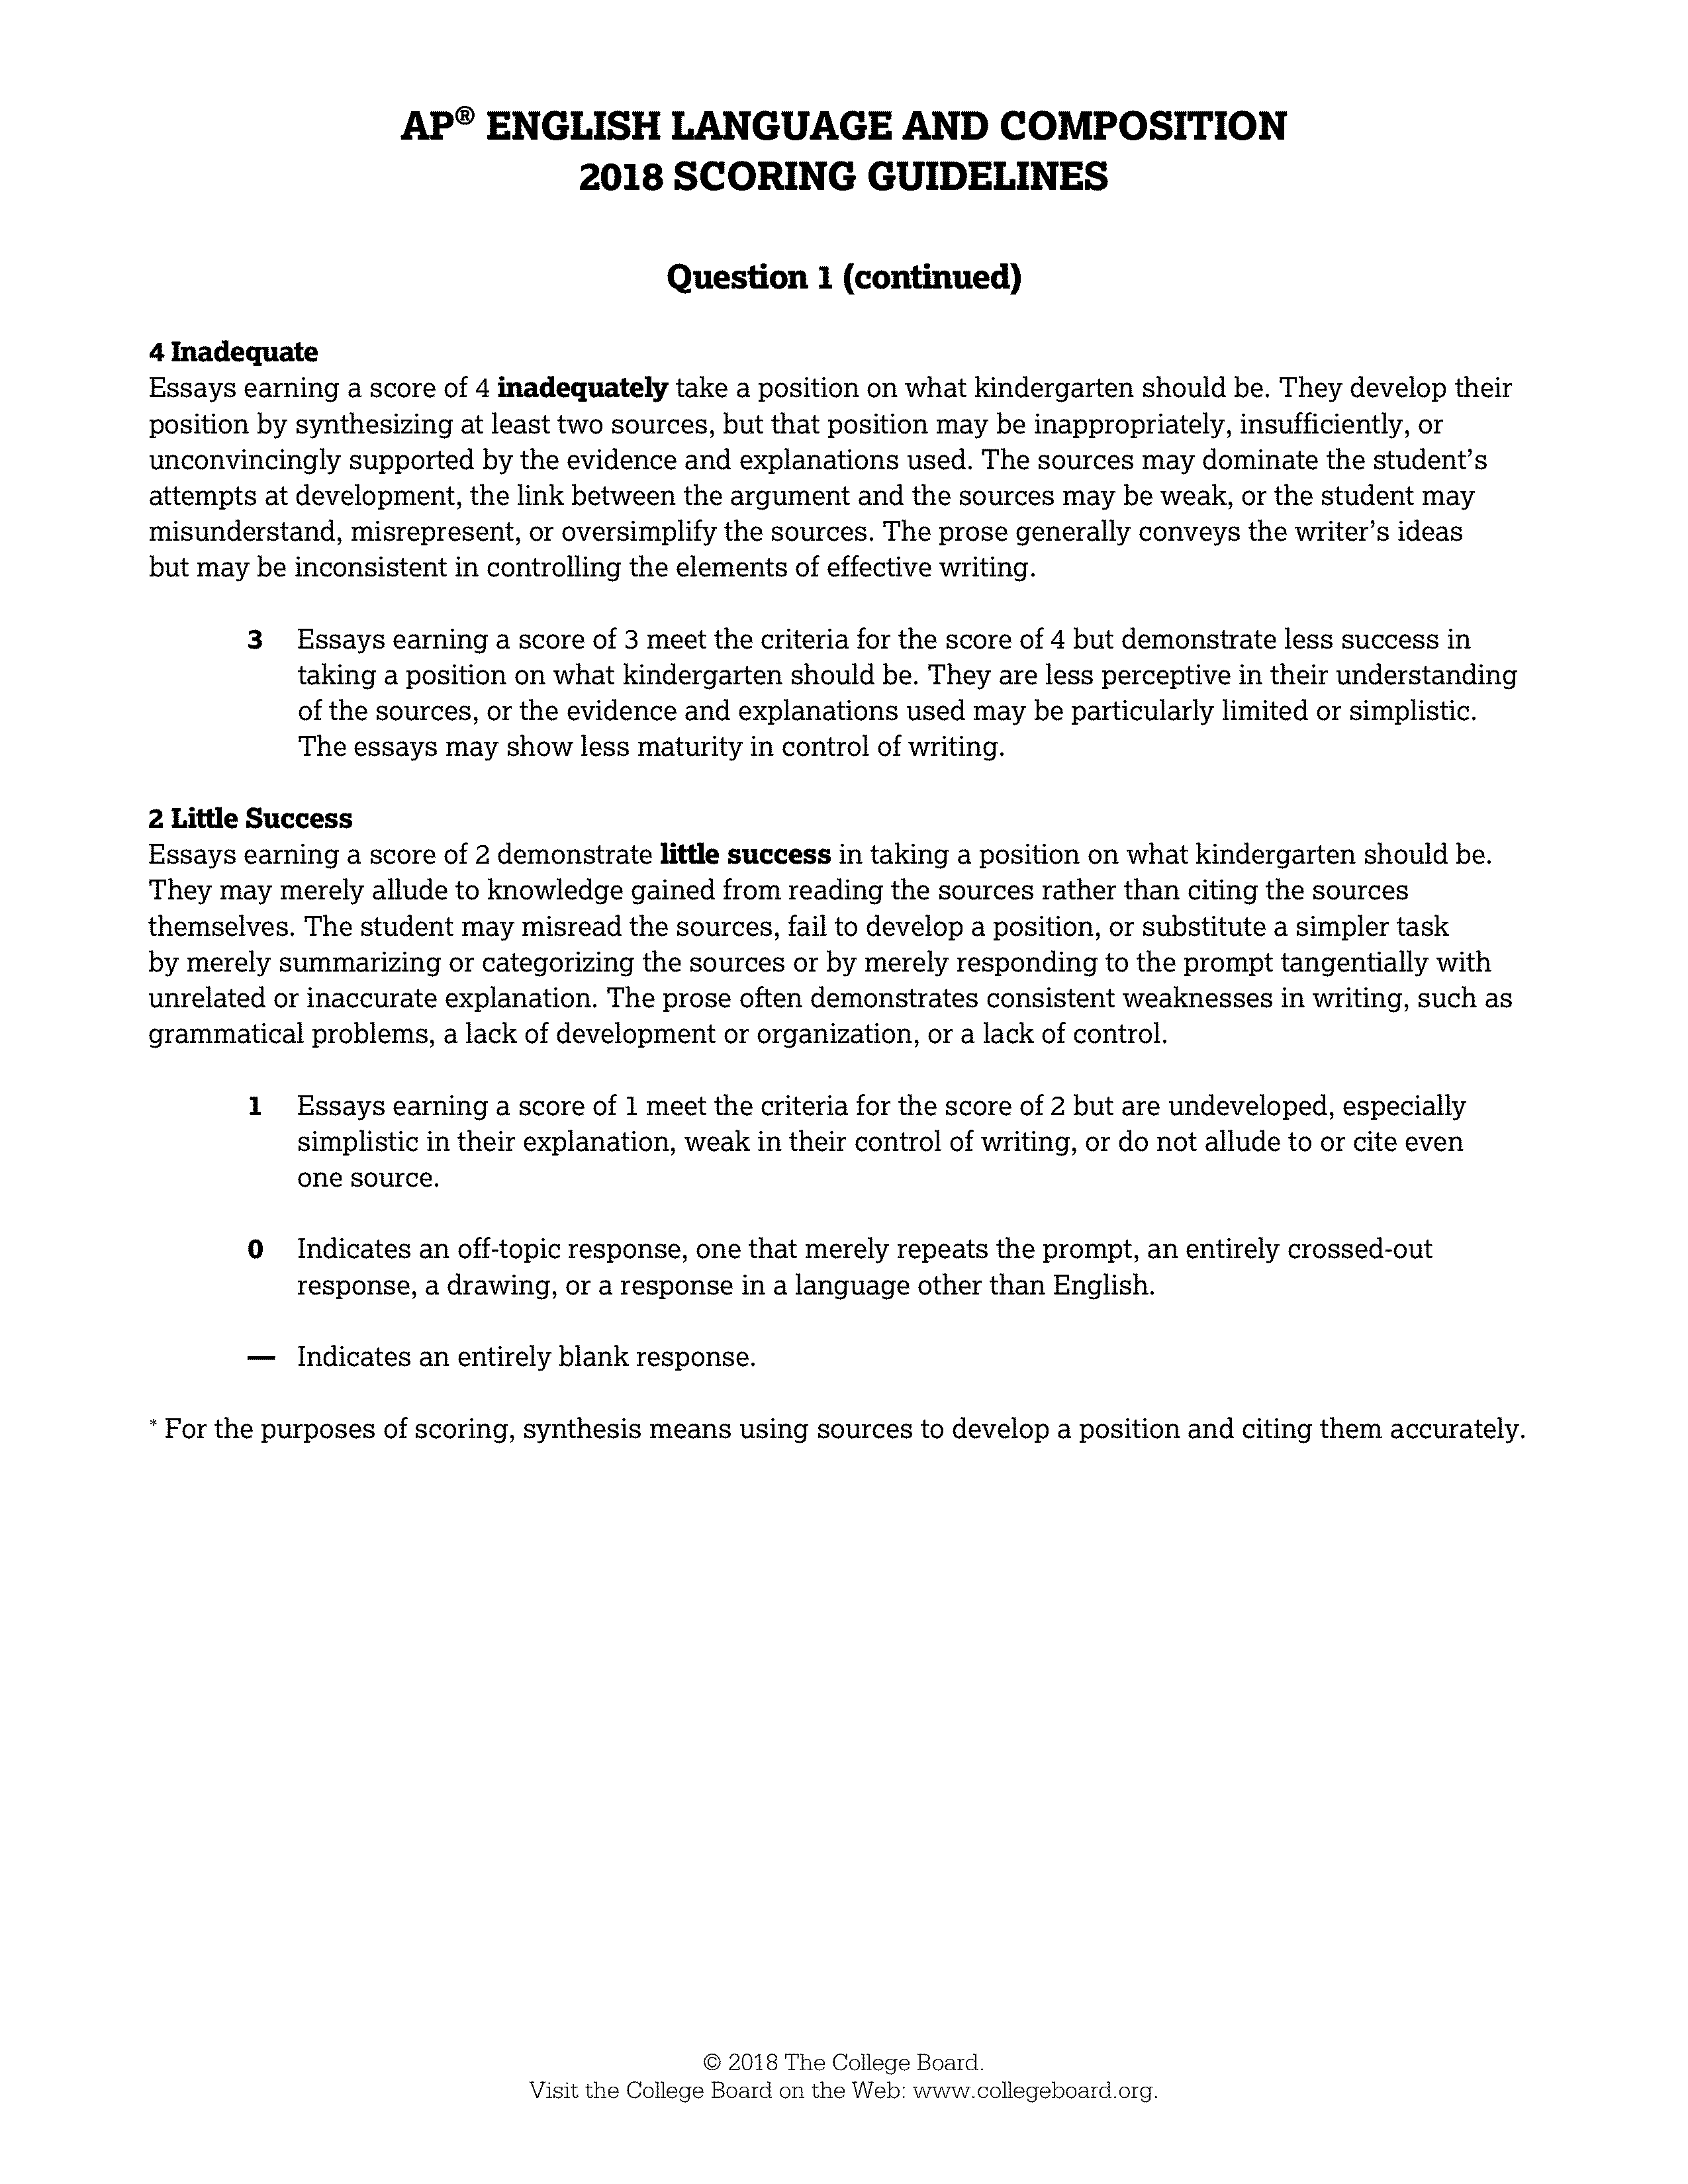 AP® ENGLISH LANGUAGE AND COMPOSITION
2018 SCORING GUIDELINES
Question 1 (continued)
4 Inadequate
Essays earning a score of 4 inadequately take a position on what kindergarten should be. They develop their
position by synthesizing at least two sources, but that position may be inappropriately, insufficiently, or
unconvincingly supported by the evidence and explanations used. The sources may dominate the student’s
attempts at development, the link between the argument and the sources may be weak, or the student may
misunderstand, misrepresent, or oversimplify the sources. The prose generally conveys the writer’s ideas
but may be inconsistent in controlling the elements of effective writing.
3 Essays earning a score of 3 meet the criteria for the score of 4 but demonstrate less success in
taking a position on what kindergarten should be. They are less perceptive in their understanding
of the sources, or the evidence and explanations used may be particularly limited or simplistic.
The essays may show less maturity in control of writing.
2 Little Success
Essays earning a score of 2 demonstrate little success in taking a position on what kindergarten should be.
They may merely allude to knowledge gained from reading the sources rather than citing the sources
themselves. The student may misread the sources, fail to develop a position, or substitute a simpler task
by merely summarizing or categorizing the sources or by merely responding to the prompt tangentially with
unrelated or inaccurate explanation. The prose often demonstrates consistent weaknesses in writing, such as
grammatical problems, a lack of development or organization, or a lack of control.
1 Essays earning a score of 1 meet the criteria for the score of 2 but are undeveloped, especially
simplistic in their explanation, weak in their control of writing, or do not allude to or cite even
one source.
0 Indicates an off-topic response, one that merely repeats the prompt, an entirely crossed-out
response, a drawing, or a response in a language other than English.
— Indicates an entirely blank response.
* For the purposes of scoring, synthesis means using sources to develop a position and citing them accurately.
© 2018 The College Board.
Visit the College Board on the Web: www.collegeboard.org.